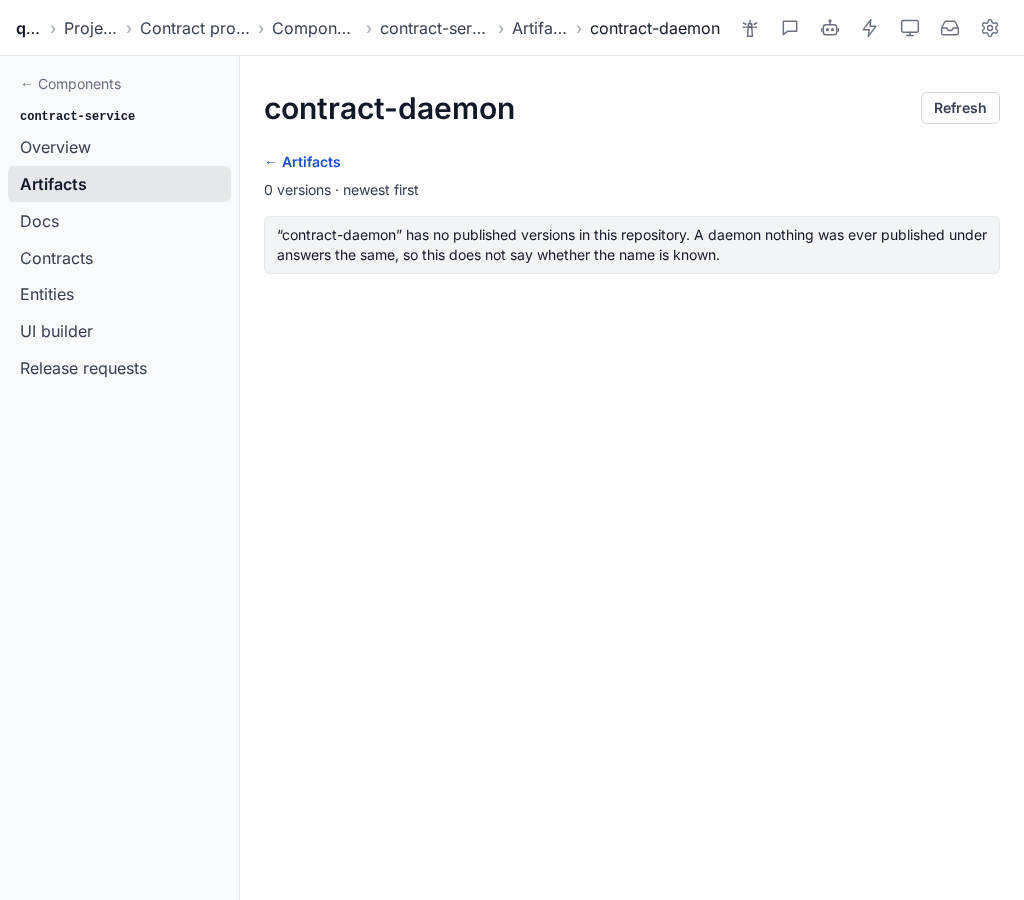 q... › Proje... › Contract pro... › Compon... › contract-ser... › Artifa... › contract-daemon
← Components
contract-service
Overview
Artifacts
Docs
Contracts
Entities
UI builder
Release requests
contract-daemon
Refresh
← Artifacts
0 versions · newest first
“contract-daemon” has no published versions in this repository. A daemon nothing was ever published under
answers the same, so this does not say whether the name is known.